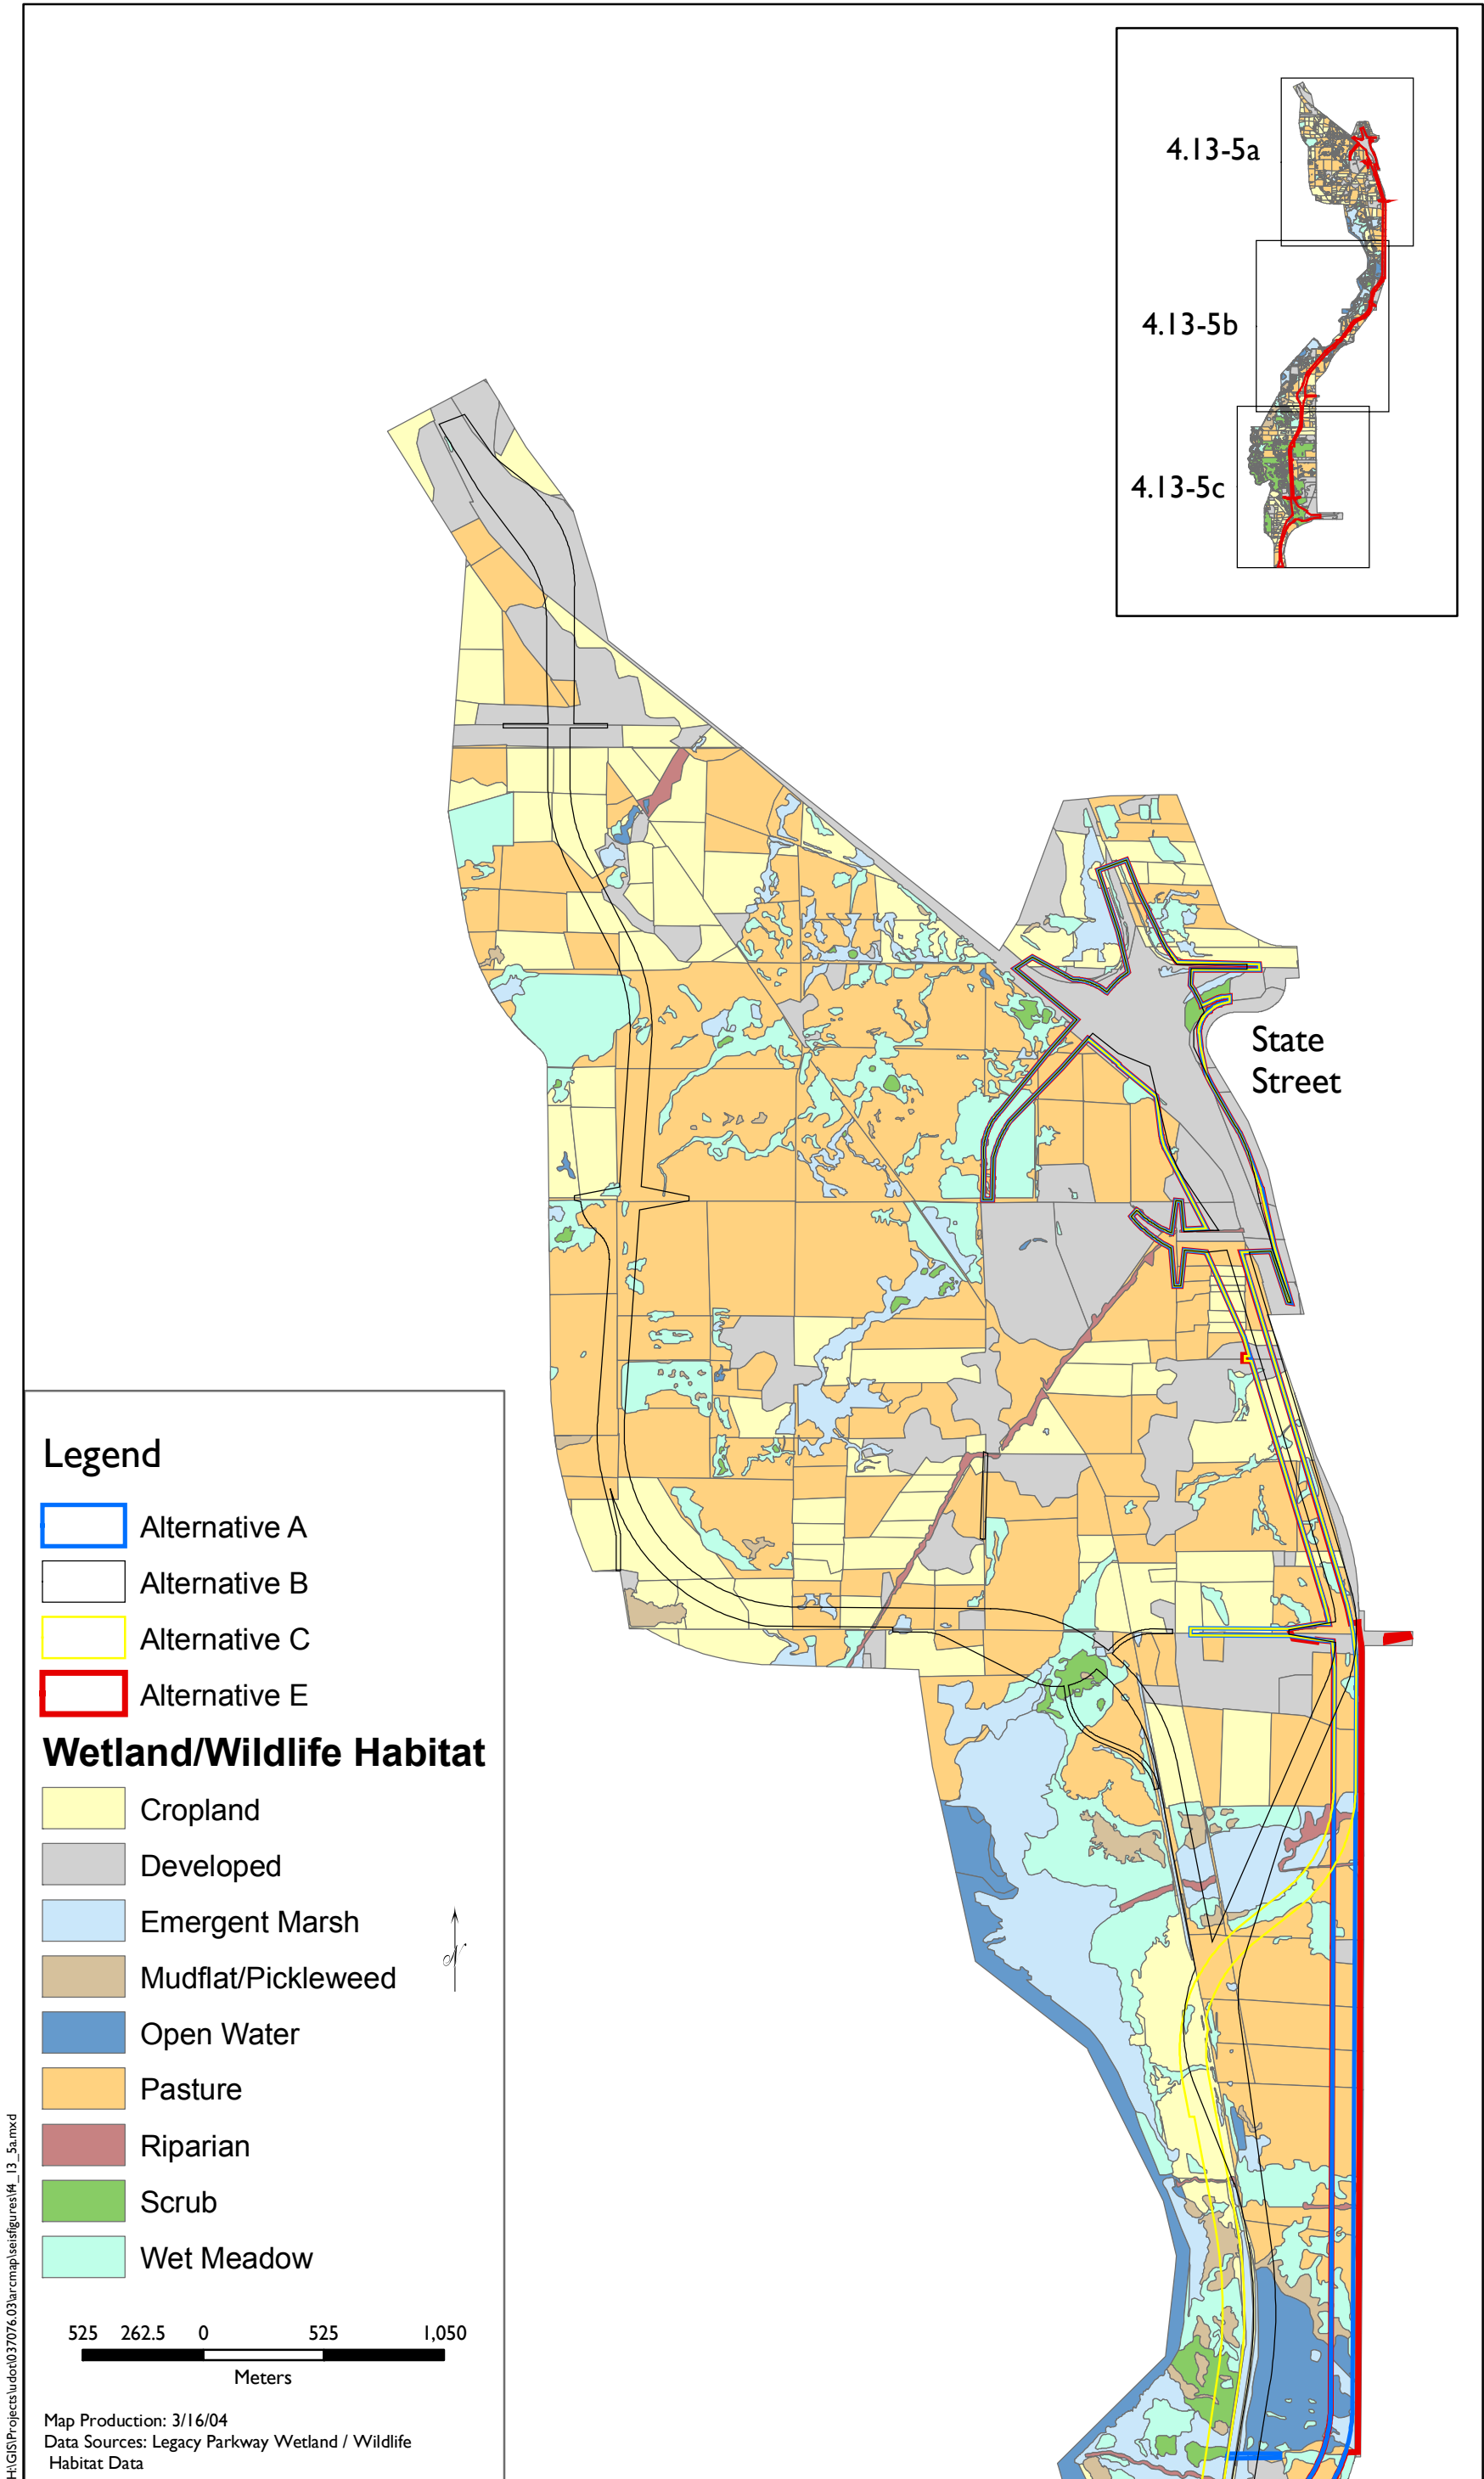 4.13-5a
4.13-5b
4.13-5c
State
Street
Legend
Alternative A
Alternative B
Alternative C
Alternative E
Wetland/Wildlife Habitat
Cropland
Developed
Emergent Marsh
Mudflat/Pickleweed
Open Water
Pasture
Riparian
Scrub
Wet Meadow
N
525 262.5 0 525 1,050
Meters
Map Production: 3/16/04
Data Sources: Legacy Parkway Wetland / Wildlife
Habitat Data
H:\GIS\Projects\udot\037076.03\arcmap\seisfigures\f4_13_5a.mxd